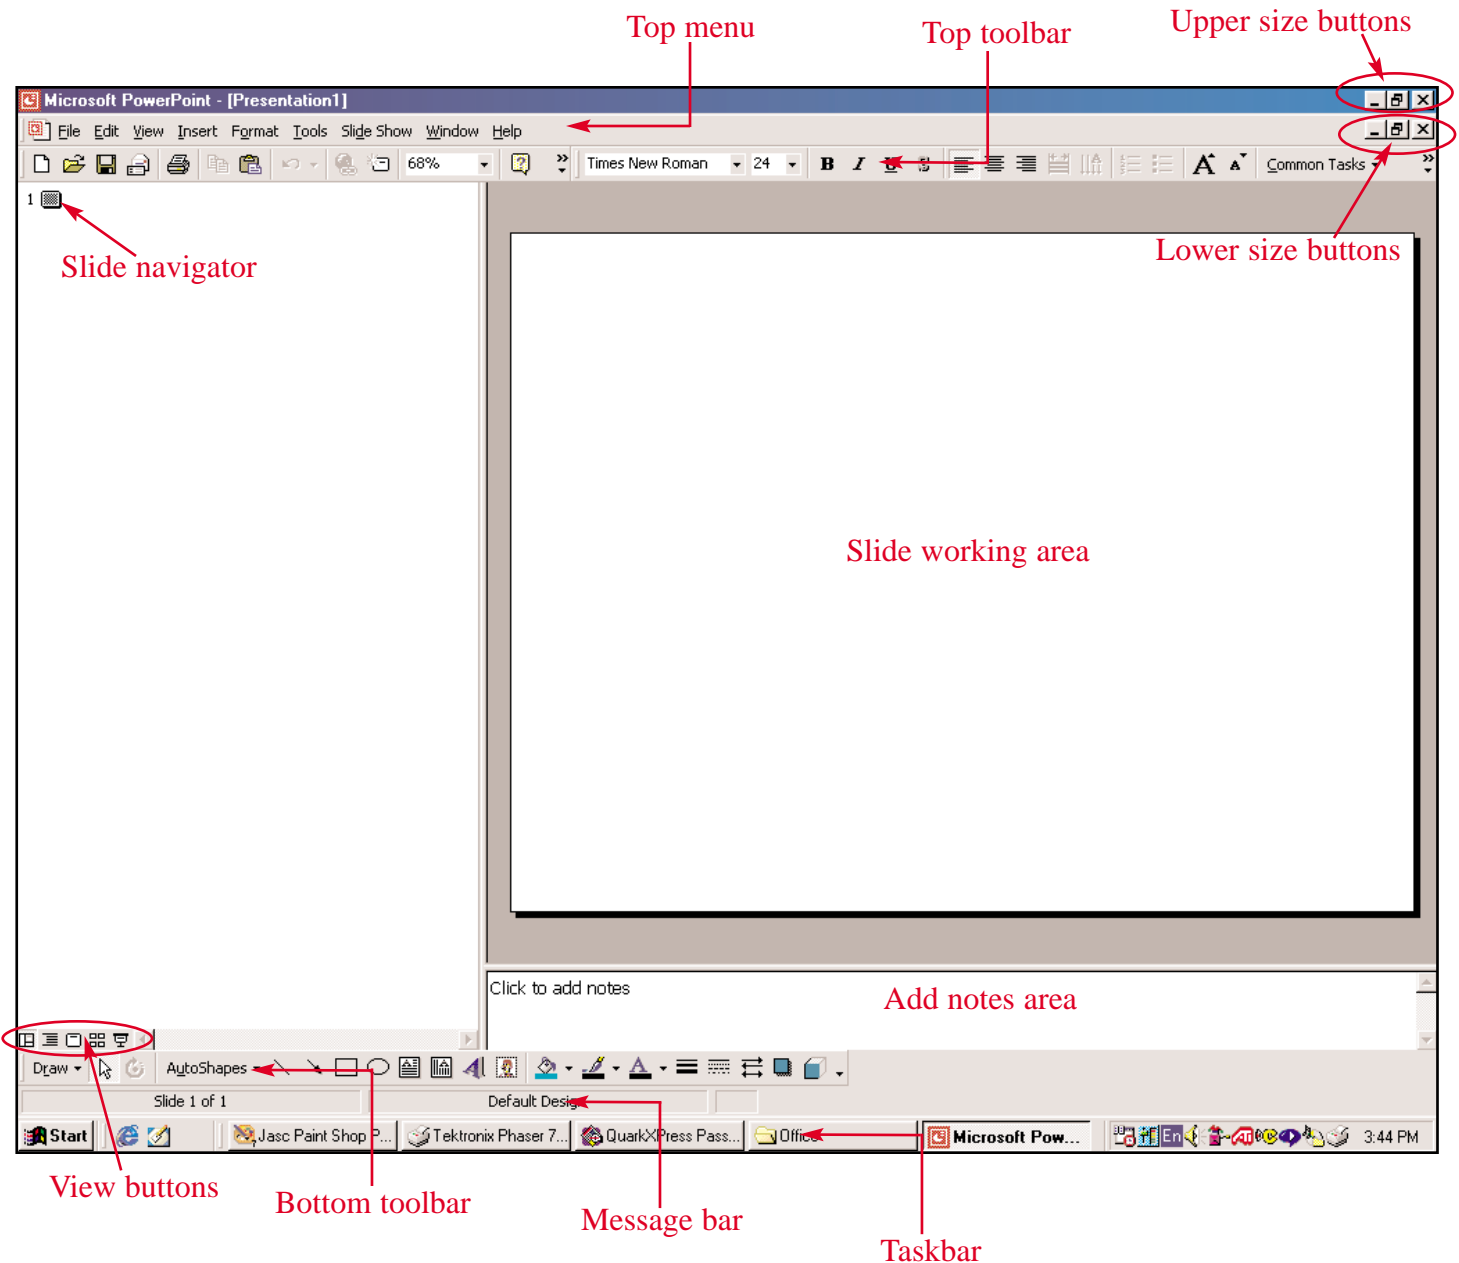 Upper size buttons
Top menu
Top toolbar
Microsoft PowerPoint - [Presentation1]
File Edit View Insert Format Tools Slide Show Window Help
68% Times New Roman 24 B I U S A A Common Tasks
1
Slide navigator
Lower size buttons
Slide working area
Click to add notes
Add notes area
Draw AutoShapes
Slide 1 of 1 Default Design
Start Jasc Paint Shop P... Tektronix Phaser 7... QuarkXPress Pass... Office Microsoft Pow... En 3:44 PM
View buttons
Bottom toolbar
Message bar
Taskbar